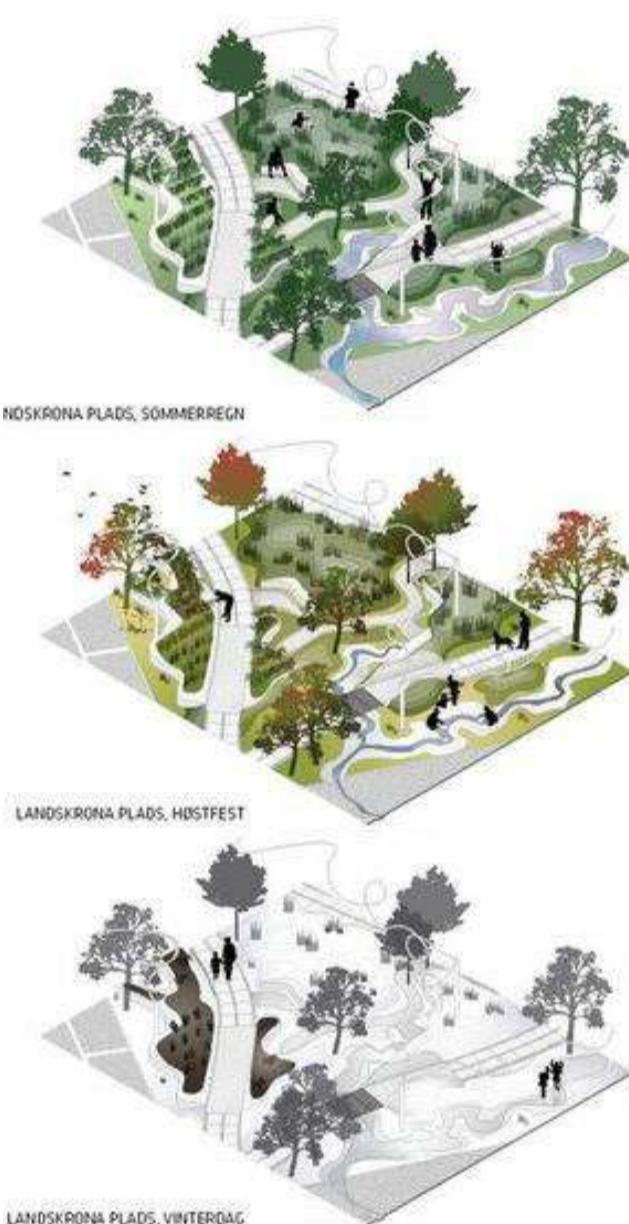 NDSKRONA PLADS, SOMMERREGN
LANDSKRONA PLADS, HØSTFEST
LANDSKRONA PLADS, VINTERDAG